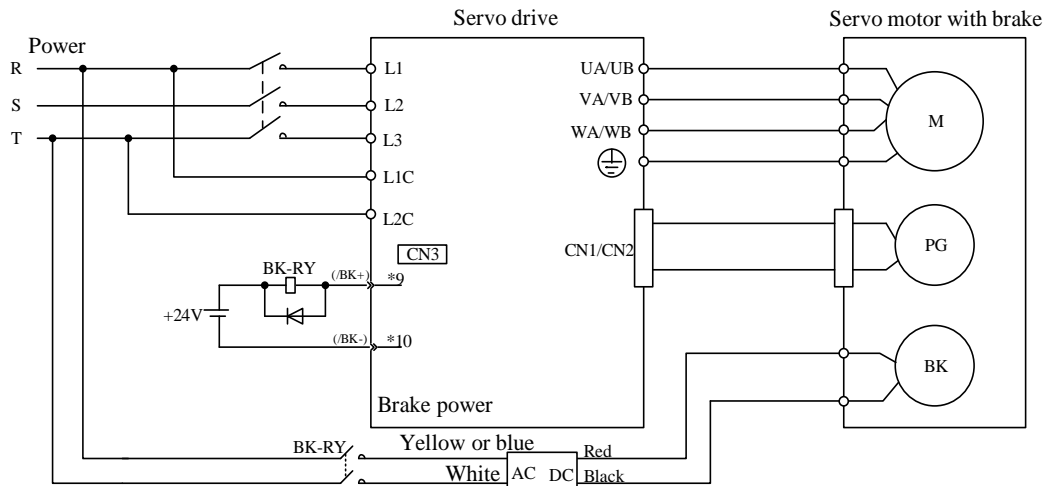 Servo drive
Servo motor with brake
Power
R
L1
UA/UB
S
L2
VA/VB
M
T
L3
WA/WB
L1C
L2C
CN3
CN1/CN2
PG
BK-RY
(/BK+)
*9
+24V
(/BK-)
*10
BK
Brake power
BK-RY
Yellow or blue
Red
White
AC
DC
Black